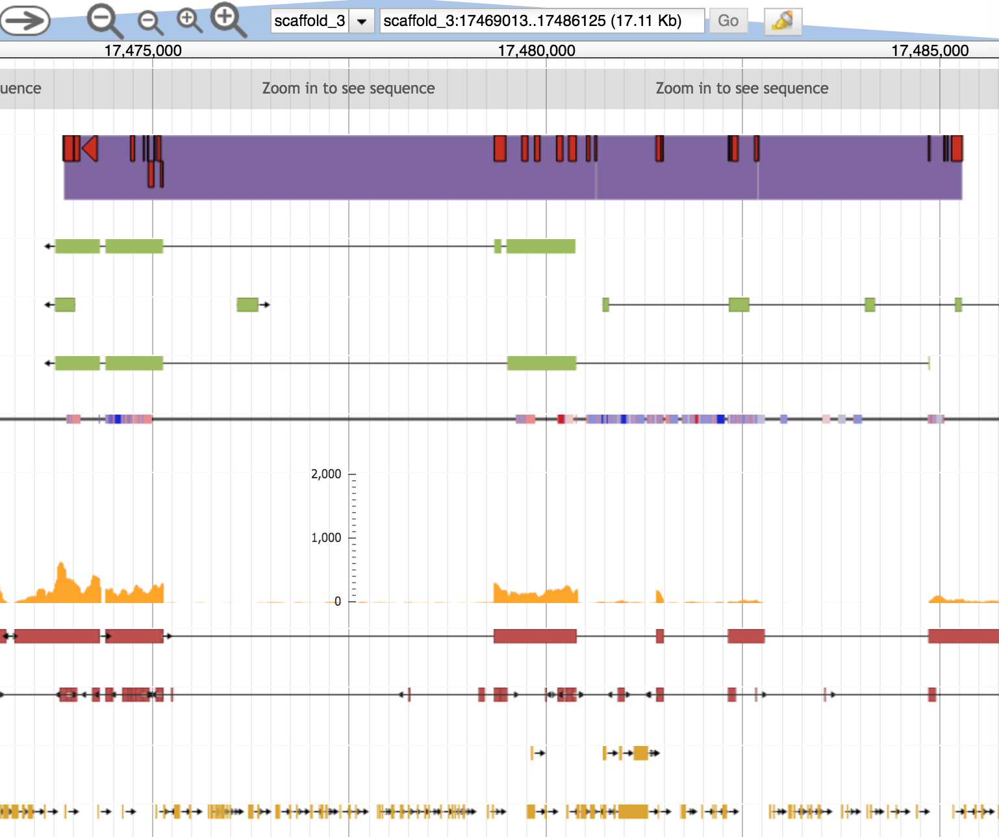 scaffold_3 scaffold_3:17469013..17486125 (17.11 Kb) Go
17,475,000 17,480,000 17,485,000
uence Zoom in to see sequence Zoom in to see sequence
2,000
1,000
0